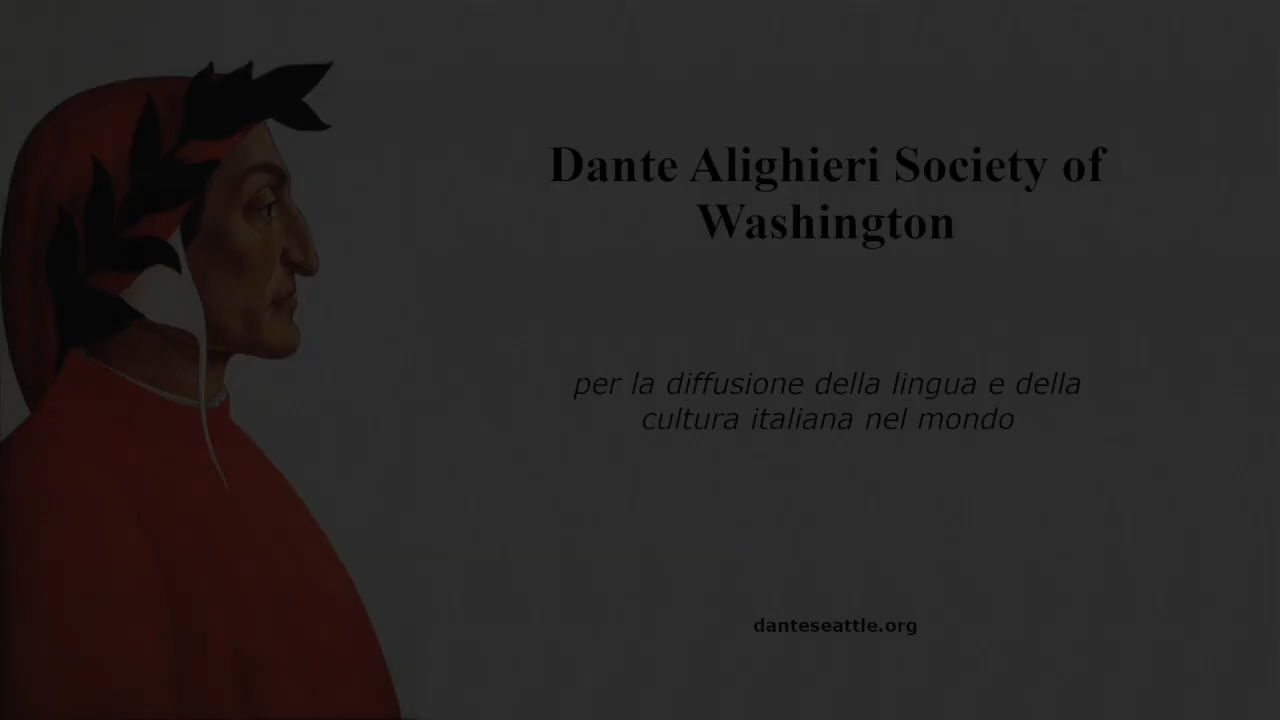 Dante Alighieri Society of
Washington
per la diffusione della lingua e della
cultura italiana nel mondo
danteseattle.org